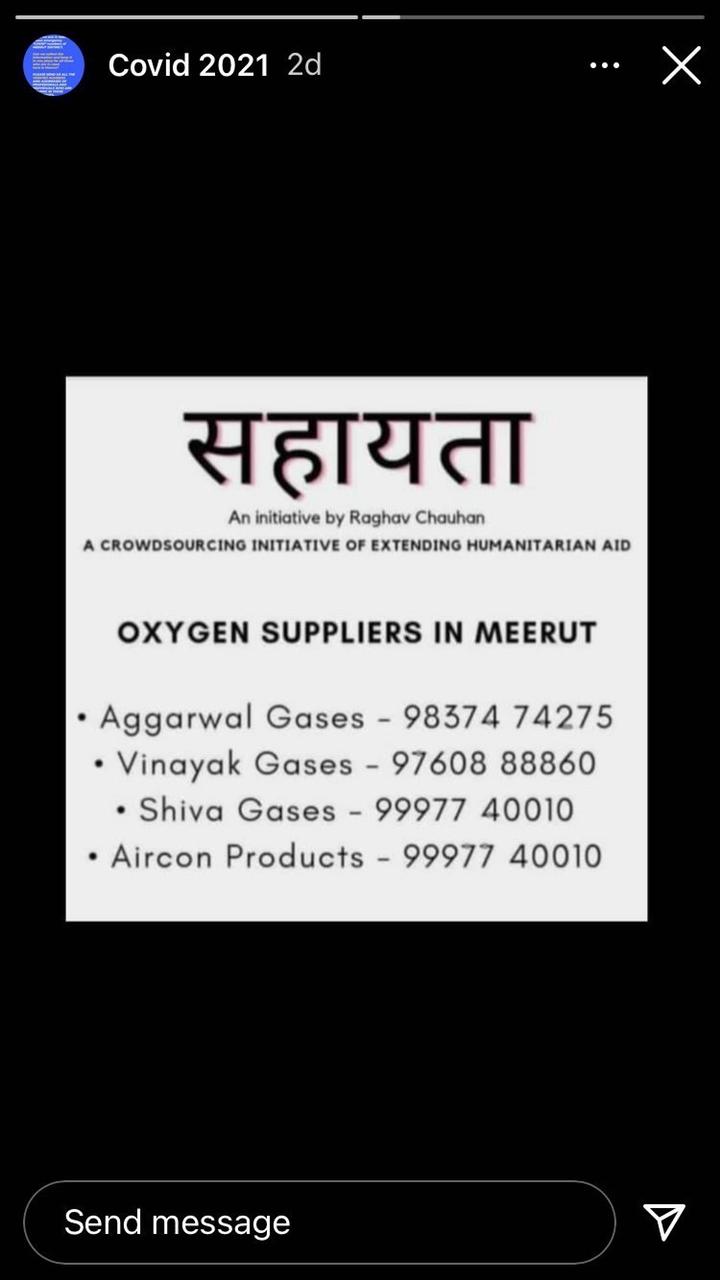 Covid 2021 2d
सहायता
An initiative by Raghav Chauhan
A CROWDSOURCING INITIATIVE OF EXTENDING HUMANITARIAN AID
OXYGEN SUPPLIERS IN MEERUT
• Aggarwal Gases - 98374 74275
• Vinayak Gases - 97608 88860
• Shiva Gases - 99977 40010
• Aircon Products - 99977 40010
Send message